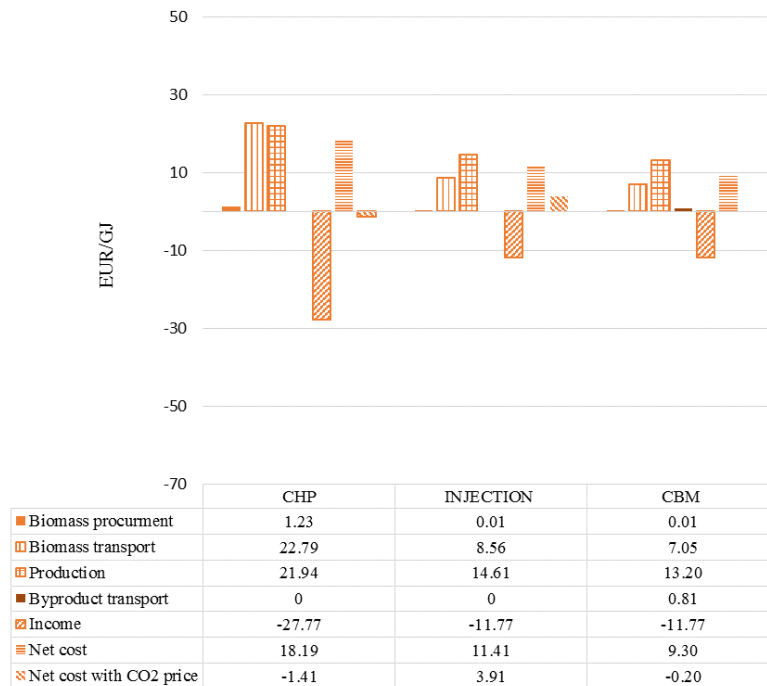 50
30
10
-10
-30
-50
-70
EUR/GJ
CHP INJECTION CBM
Biomass procurment 1.23 0.01 0.01
Biomass transport 22.79 8.56 7.05
Production 21.94 14.61 13.20
Byproduct transport 0 0 0.81
Income -27.77 -11.77 -11.77
Net cost 18.19 11.41 9.30
Net cost with CO2 price -1.41 3.91 -0.20